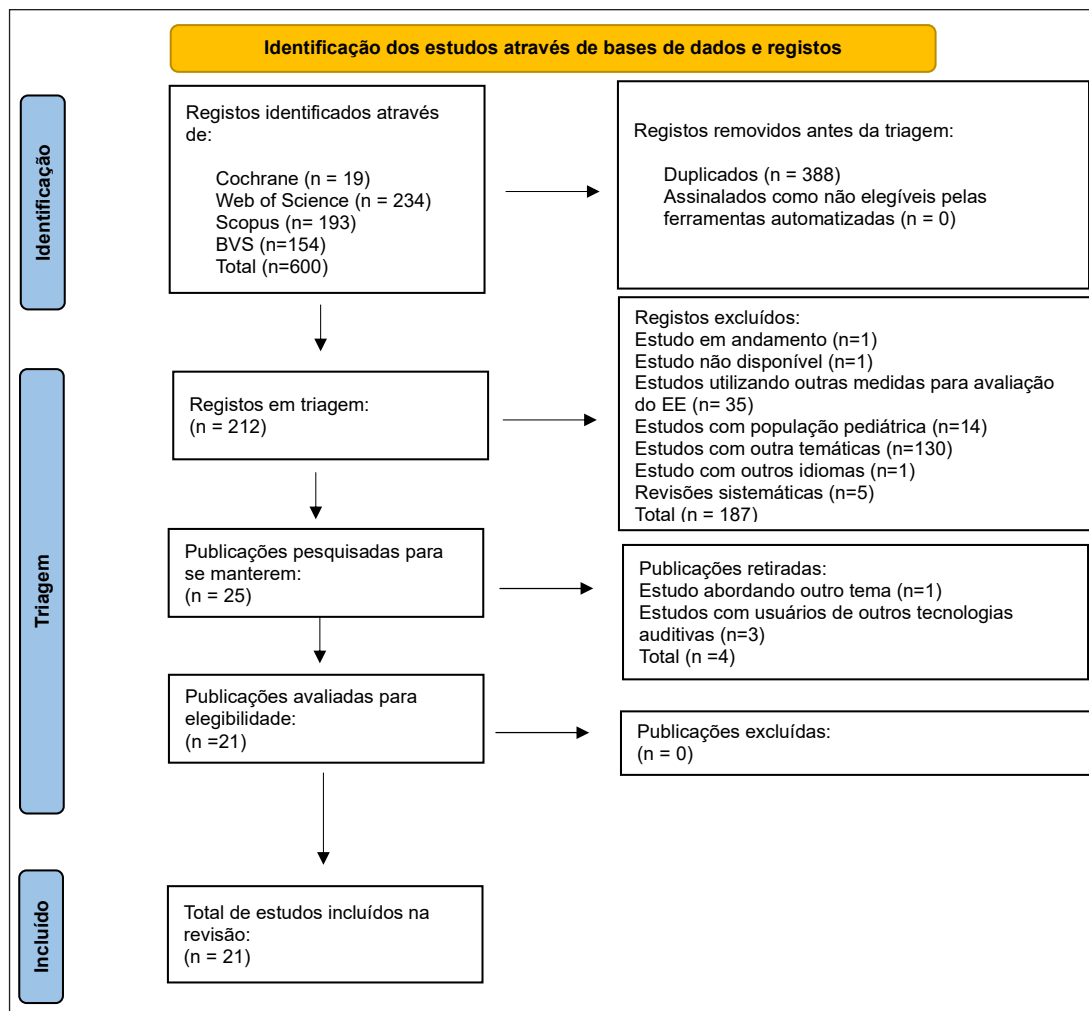 Identificação dos estudos através de bases de dados e registos
Identificação
Registos identificados através
de:
Cochrane (n = 19)
Web of Science (n = 234)
Scopus (n= 193)
BVS (n=154)
Total (n=600)
Registos removidos antes da triagem:
Duplicados (n = 388)
Assinalados como não elegíveis pelas
ferramentas automatizadas (n = 0)
Triagem
Registos em triagem:
(n = 212)
Registos excluídos:
Estudo em andamento (n=1)
Estudo não disponível (n=1)
Estudos utilizando outras medidas para avaliação
do EE (n= 35)
Estudos com população pediátrica (n=14)
Estudos com outra temáticas (n=130)
Estudo com outros idiomas (n=1)
Revisões sistemáticas (n=5)
Total (n = 187)
Publicações pesquisadas para
se manterem:
(n = 25)
Publicações retiradas:
Estudo abordando outro tema (n=1)
Estudos com usuários de outros tecnologias
auditivas (n=3)
Total (n =4)
Publicações avaliadas para
elegibilidade:
(n =21)
Publicações excluídas:
(n = 0)
Incluído
Total de estudos incluídos na
revisão:
(n = 21)